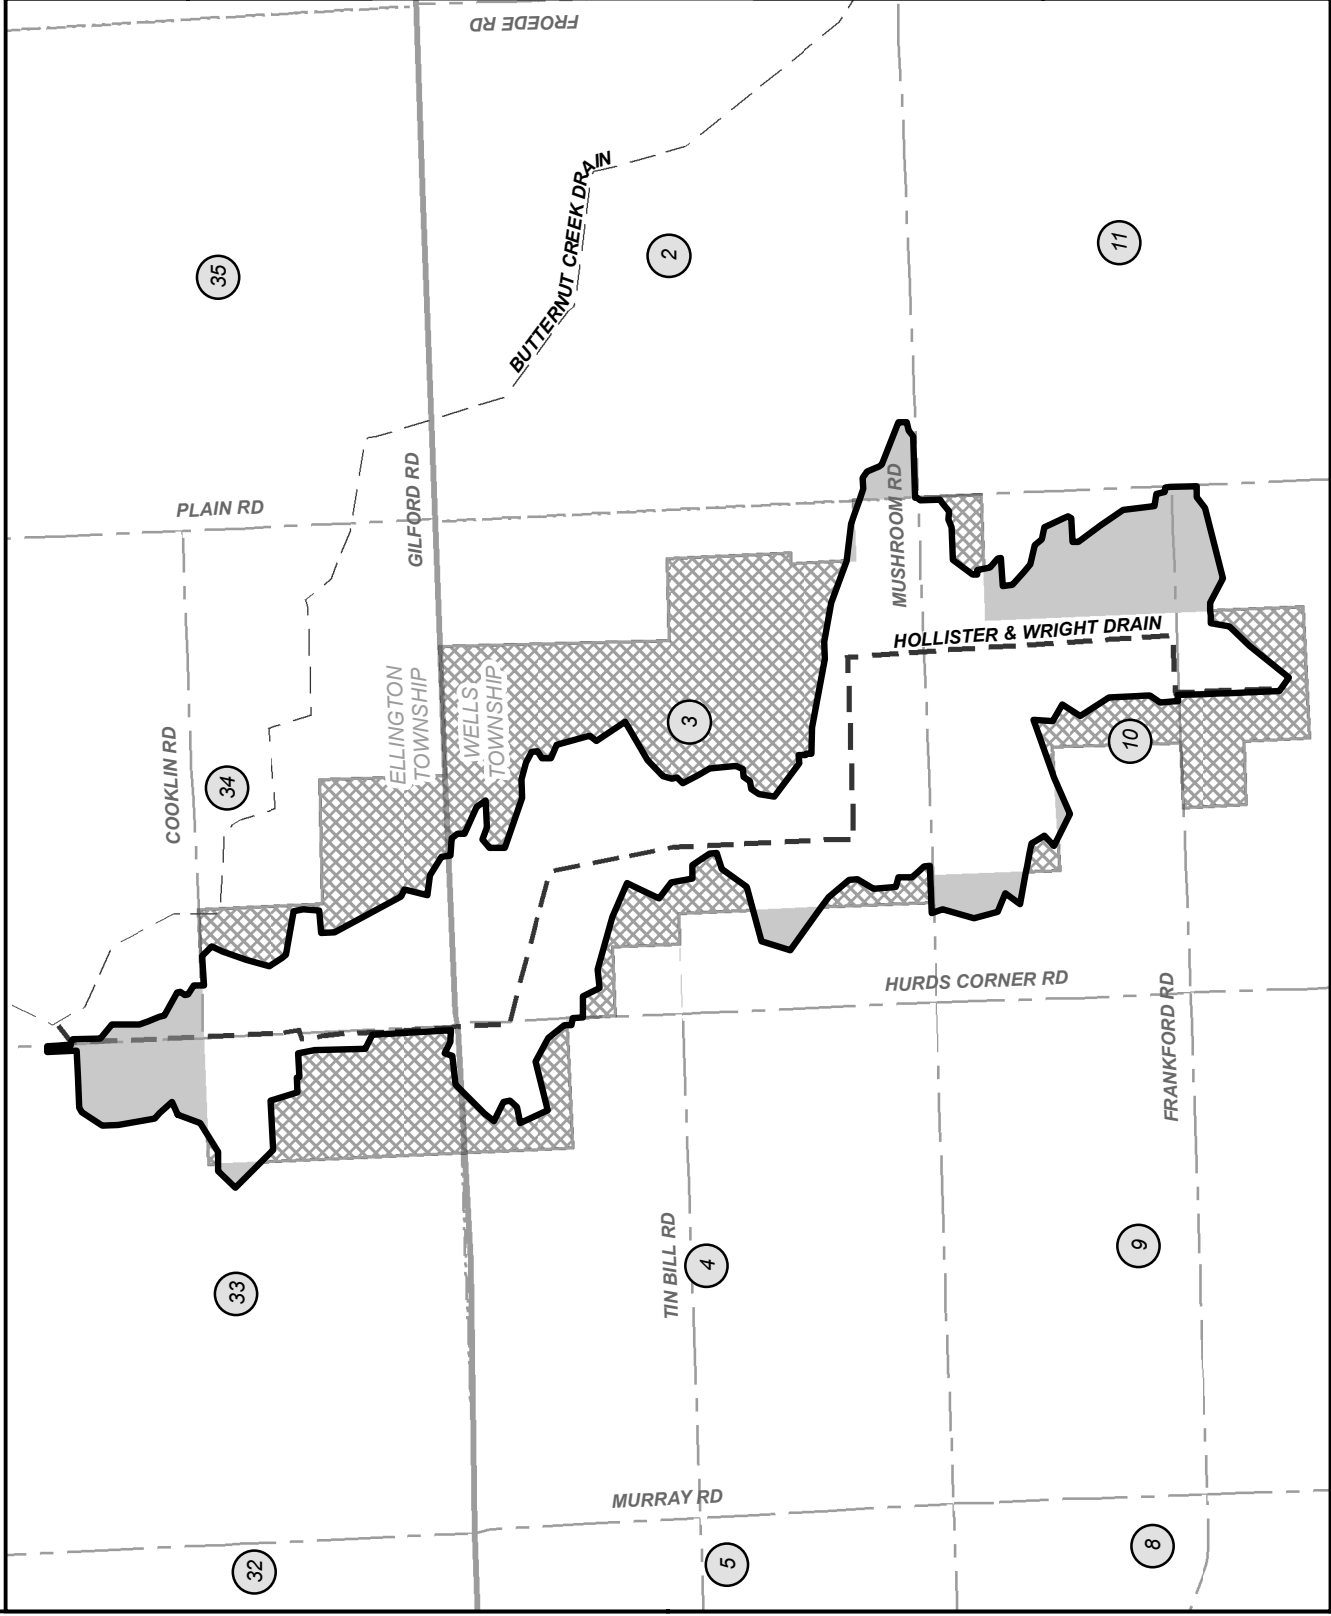 FROEDE RD
BUTTERNUT CREEK DRAIN
35
2
11
PLAIN RD
GILFORD RD
MUSHROOM RD
HOLLISTER & WRIGHT DRAIN
ELLINGTON
TOWNSHIP
WELLS
TOWNSHIP
3
10
COOKLIN RD
34
HURDS CORNER RD
FRANKFORD RD
TIN BILL RD
33
4
9
MURRAY RD
32
5
8